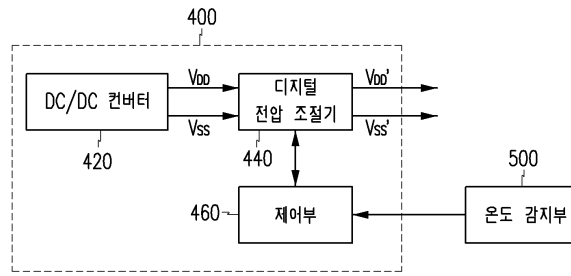 400
DC/DC 컨버터
420
VDD
VSS
디지털
전압 조절기
440
VDD'
VSS'
460
제어부
500
온도 감지부